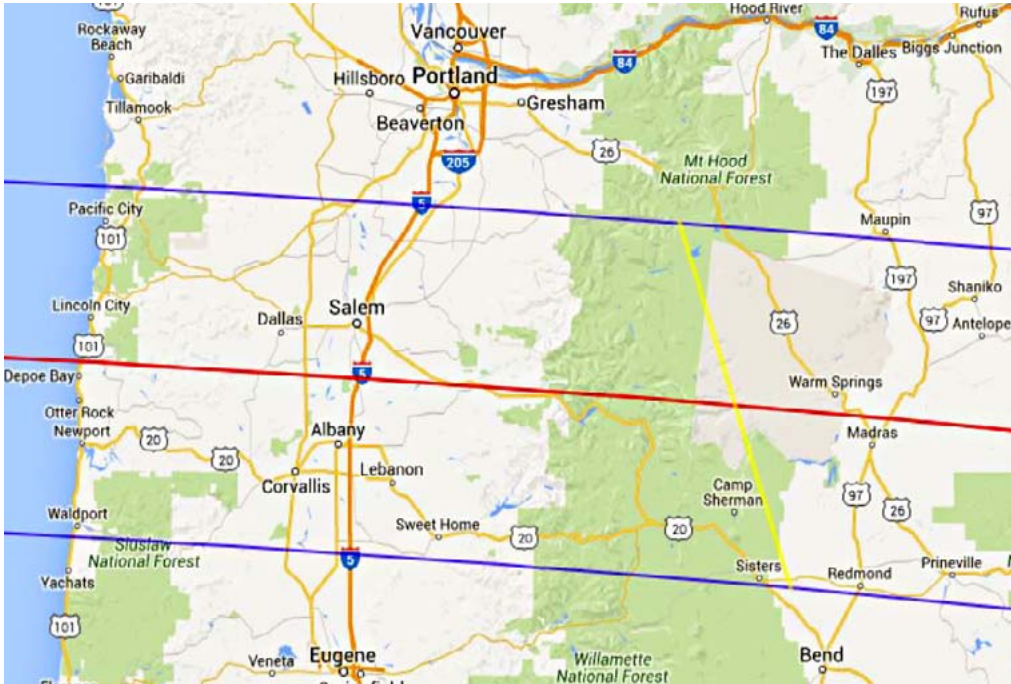 101
Rockaway
Beach
Garibaldi
Tillamook
Vancouver
Portland
Hillsboro
Beaverton
Gresham
84
Hood River
84
Rufus
Biggs Junction
The Dalles
197
26
205
Mt Hood
National Forest
5
Pacific City
101
Maupin
97
197
Shaniko
97
Antelope
Lincoln City
101
Dallas
Salem
26
Depoe Bay
5
Warm Springs
Otter Rock
Newport
20
20
Albany
Corvallis
Lebanon
Madras
97
26
Camp
Sherman
Waldport
Siuslaw
National Forest
Yachats
101
Sweet Home
20
20
5
Sisters
Redmond
Prineville
Veneta
Eugene
Willamette
National Forest
Bend